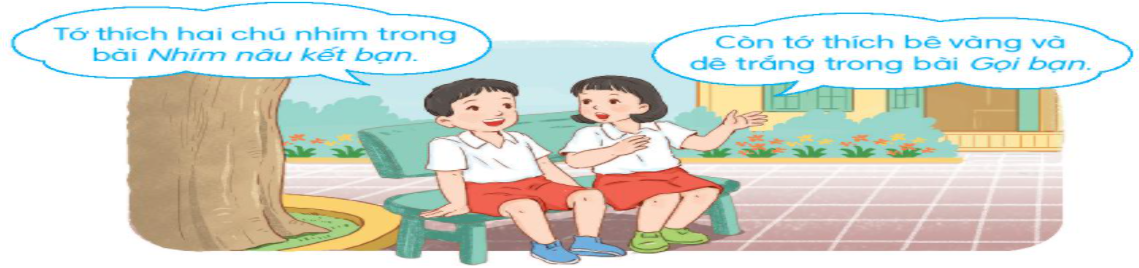 Tớ thích hai chú nhím trong
bài Nhím nâu kết bạn.
Còn tớ thích bê vàng và
dê trắng trong bài Gọi bạn.